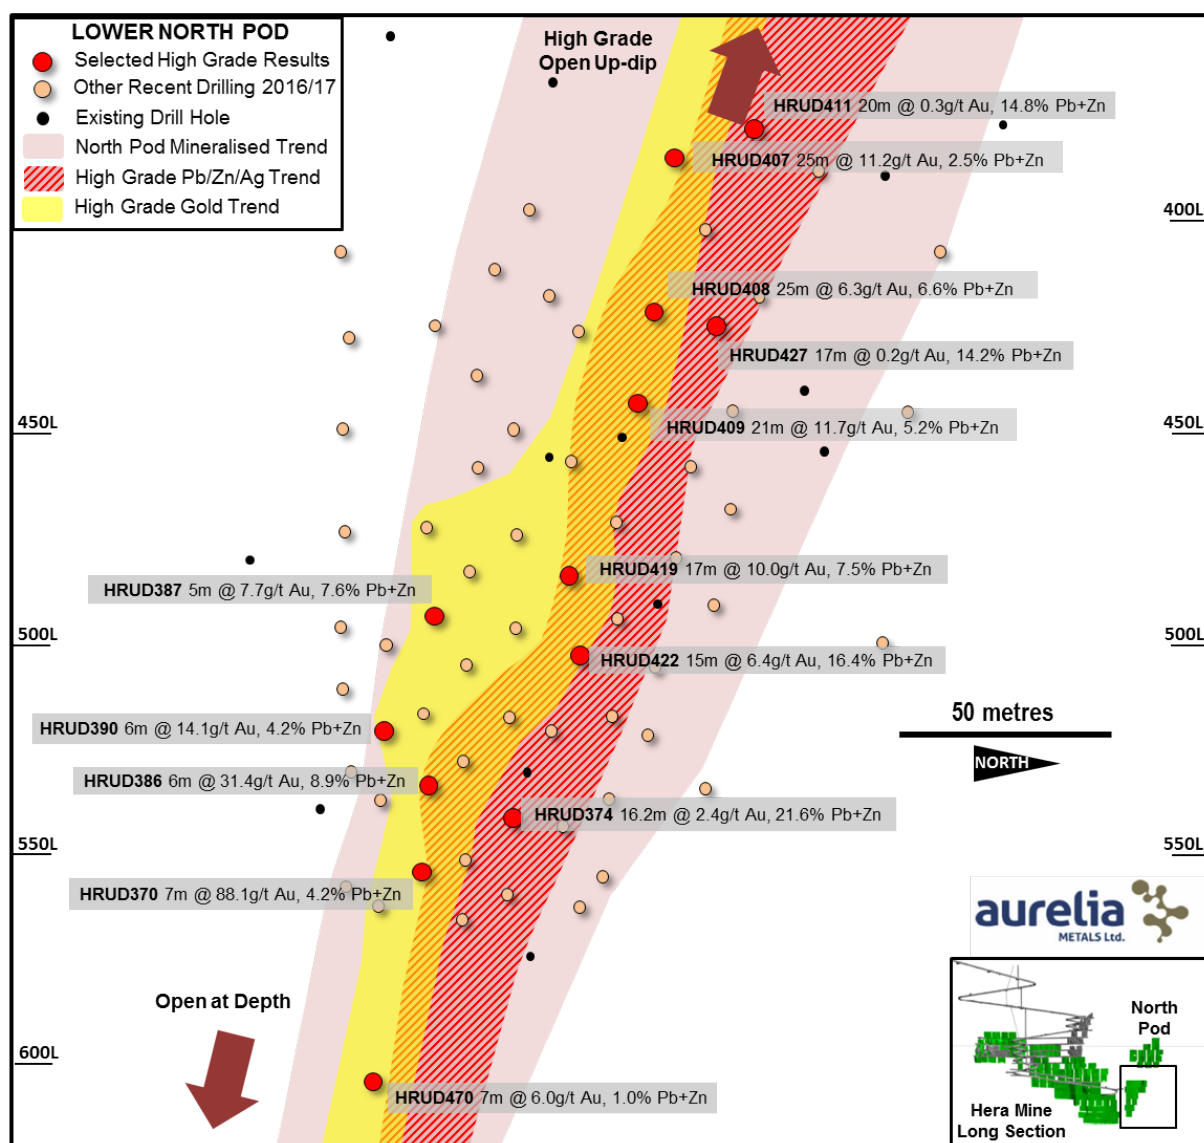 LOWER NORTH POD
Selected High Grade Results
Other Recent Drilling 2016/17
Existing Drill Hole
North Pod Mineralised Trend
High Grade Pb/Zn/Ag Trend
High Grade Gold Trend
High Grade
Open Up-dip
HRUD411 20m @ 0.3g/t Au, 14.8% Pb+Zn
HRUD407 25m @ 11.2g/t Au, 2.5% Pb+Zn
400L
400L
HRUD408 25m @ 6.3g/t Au, 6.6% Pb+Zn
HRUD427 17m @ 0.2g/t Au, 14.2% Pb+Zn
450L
450L
HRUD409 21m @ 11.7g/t Au, 5.2% Pb+Zn
HRUD419 17m @ 10.0g/t Au, 7.5% Pb+Zn
HRUD387 5m @ 7.7g/t Au, 7.6% Pb+Zn
500L
500L
HRUD422 15m @ 6.4g/t Au, 16.4% Pb+Zn
50 metres
NORTH
HRUD390 6m @ 14.1g/t Au, 4.2% Pb+Zn
HRUD386 6m @ 31.4g/t Au, 8.9% Pb+Zn
HRUD374 16.2m @ 2.4g/t Au, 21.6% Pb+Zn
550L
550L
HRUD370 7m @ 88.1g/t Au, 4.2% Pb+Zn
aurelia
METALS Ltd.
Open at Depth
600L
HRUD470 7m @ 6.0g/t Au, 1.0% Pb+Zn
North
Pod
Hera Mine
Long Section